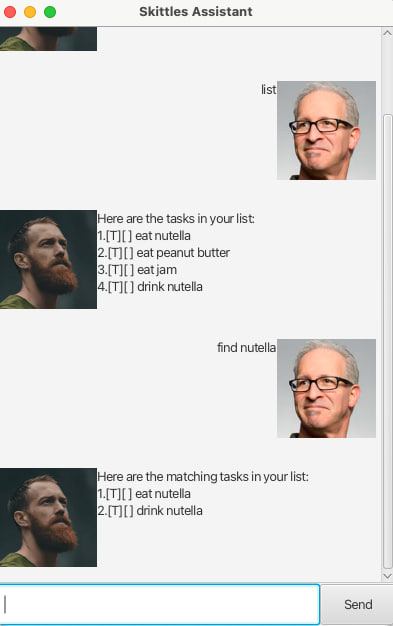 Skittles Assistant
list
Here are the tasks in your list:
1.[T][ ] eat nutella
2.[T][ ] eat peanut butter
3.[T][ ] eat jam
4.[T][ ] drink nutella
find nutella
Here are the matching tasks in your list:
1.[T][ ] eat nutella
2.[T][ ] drink nutella
Send